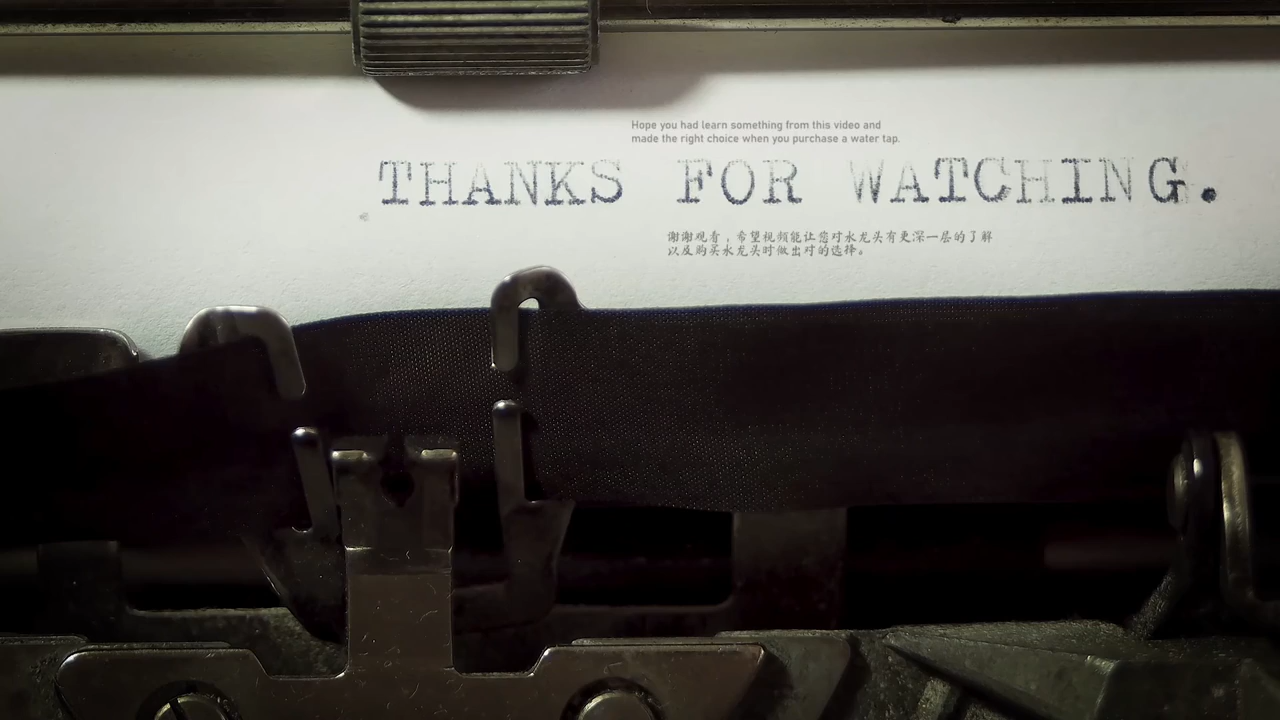 Hope you had learn something from this video and
made the right choice when you purchase a water tap.
THANKS FOR WATCHING.
谢谢观看，希望视频能让您对水龙头有更深一层的了解
以及购买水龙头时做出对的选择。